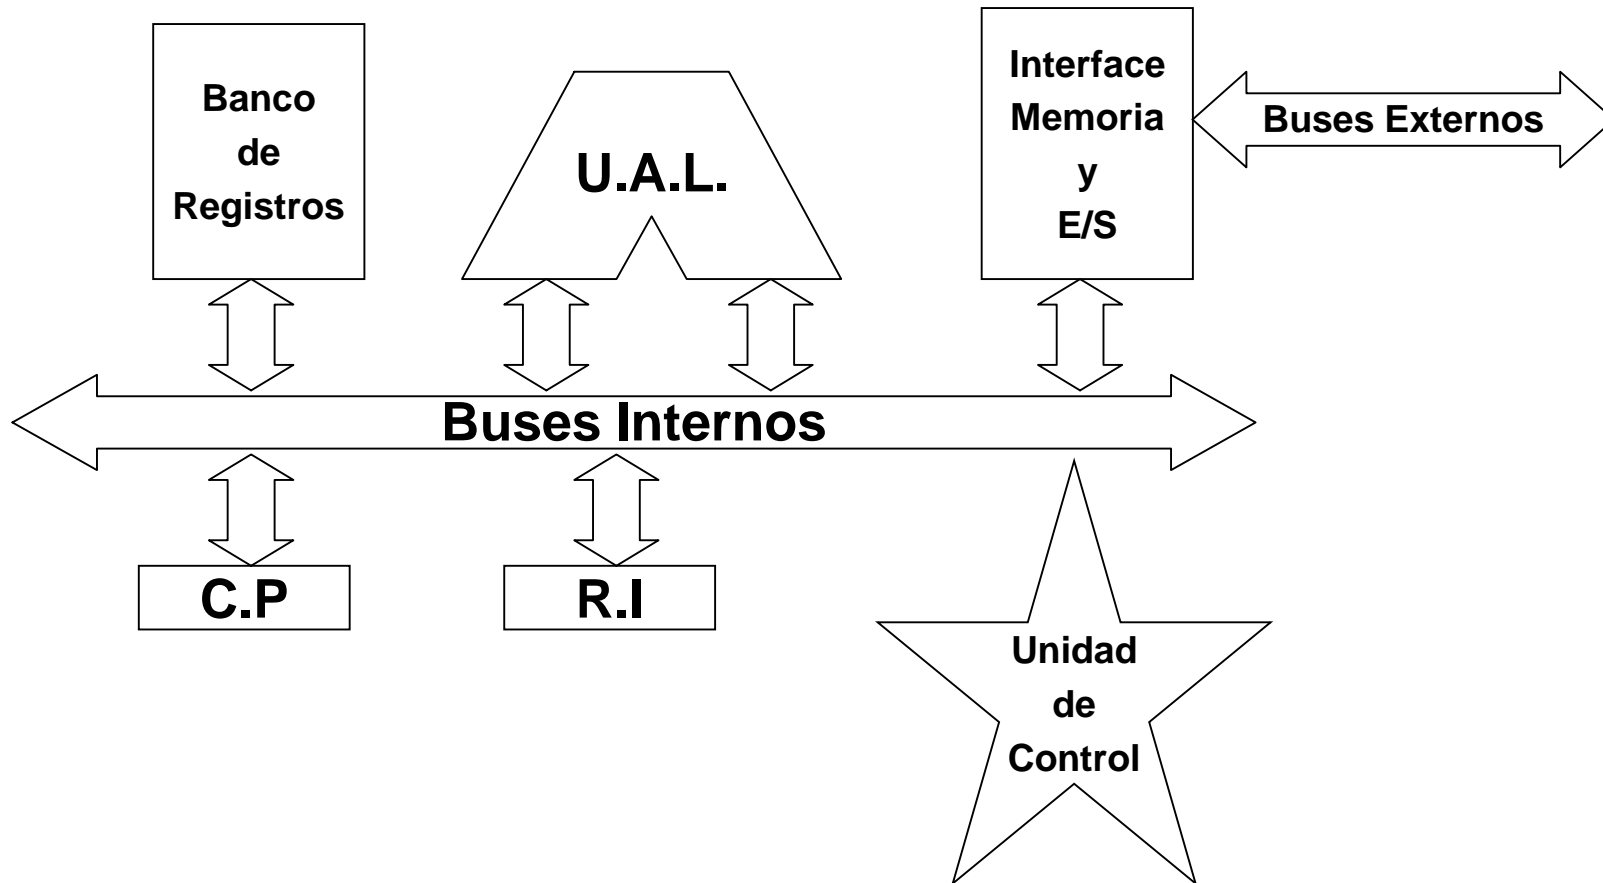 Banco
de
Registros
U.A.L.
Interface
Memoria
y
E/S
Buses Externos
Buses Internos
C.P
R.I
Unidad
de
Control